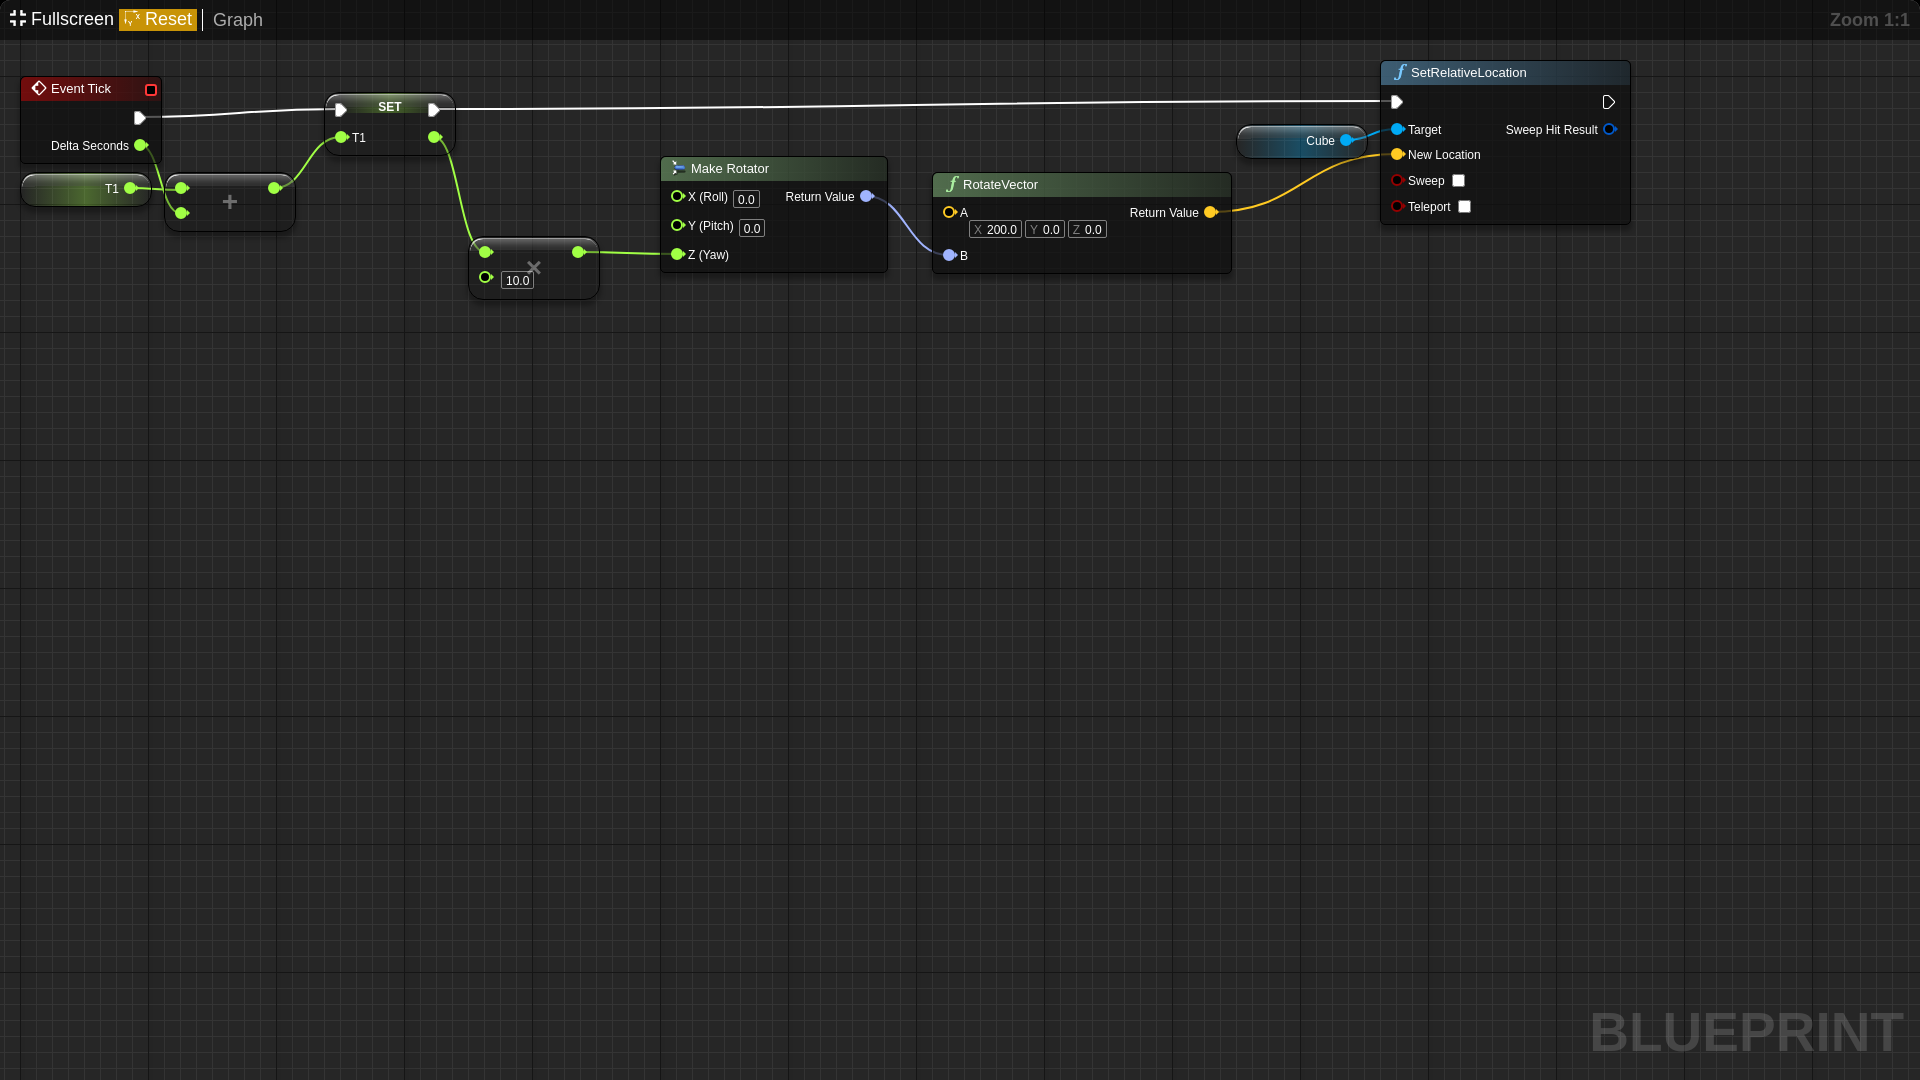 Fullscreen Reset Graph Zoom 1:1
Event Tick
Delta Seconds
T1
+
SET
T1
×
10.0
Make Rotator
X (Roll) 0.0 Return Value
Y (Pitch) 0.0
Z (Yaw)
RotateVector
A Return Value
X 200.0 Y 0.0 Z 0.0
B
Cube
SetRelativeLocation
Target Sweep Hit Result
New Location
Sweep
Teleport
BLUEPRINT